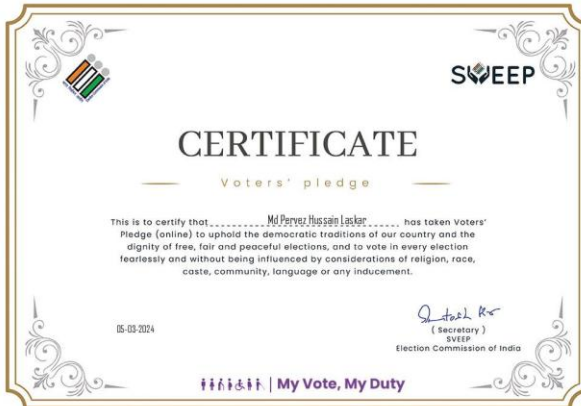 SVEEP
CERTIFICATE
Voters' pledge
This is to certify that Md Pervez Hussain Laskar has taken Voters'
Pledge (online) to uphold the democratic traditions of our country and the
dignity of free, fair and peaceful elections, and to vote in every election
fearlessly and without being influenced by considerations of religion, race,
caste, community, language or any inducement.
05-03-2024
( Secretary )
SVEEP
Election Commission of India
My Vote, My Duty